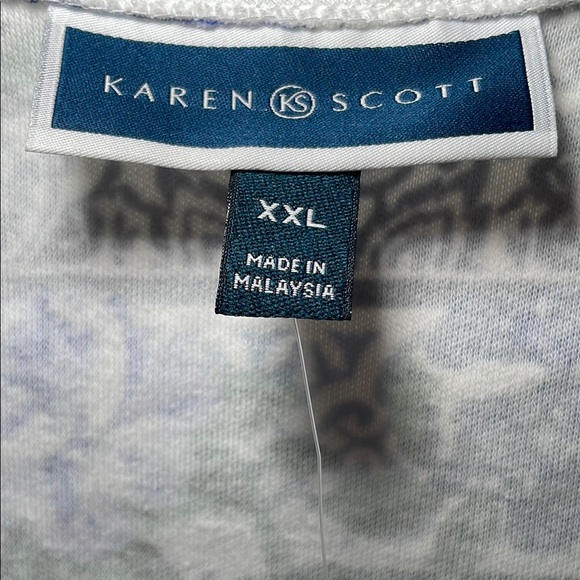 KAREN KS SCOTT
XXL
MADE IN
MALAYSIA